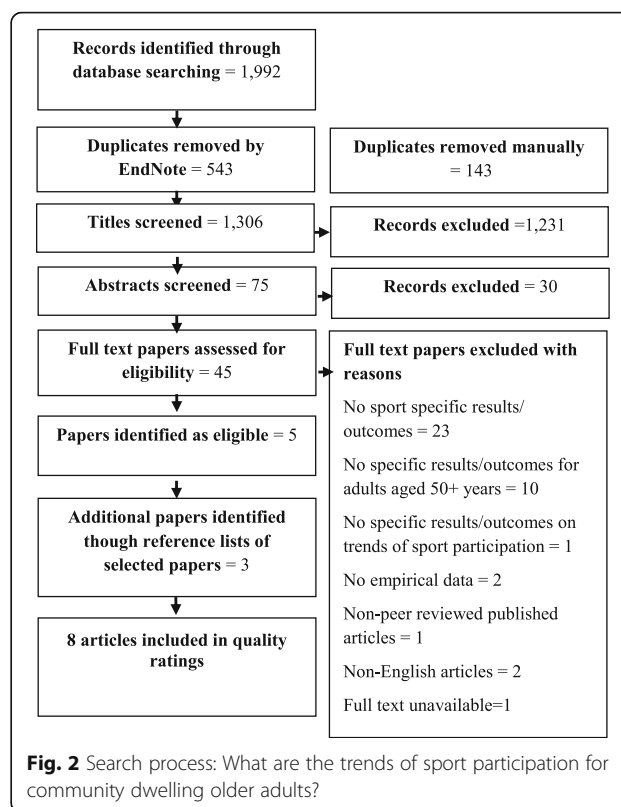 Records identified through
database searching = 1,992
Duplicates removed by
EndNote = 543
Duplicates removed manually
= 143
Titles screened = 1,306
Records excluded =1,231
Abstracts screened = 75
Records excluded = 30
Full text papers assessed for
eligibility = 45
Full text papers excluded with
reasons
No sport specific results/
outcomes = 23
No specific results/outcomes for
adults aged 50+ years = 10
No specific results/outcomes on
trends of sport participation = 1
No empirical data = 2
Non-peer reviewed published
articles = 1
Non-English articles = 2
Full text unavailable=1
Papers identified as eligible = 5
Additional papers identified
though reference lists of
selected papers = 3
8 articles included in quality
ratings
Fig. 2 Search process: What are the trends of sport participation for
community dwelling older adults?